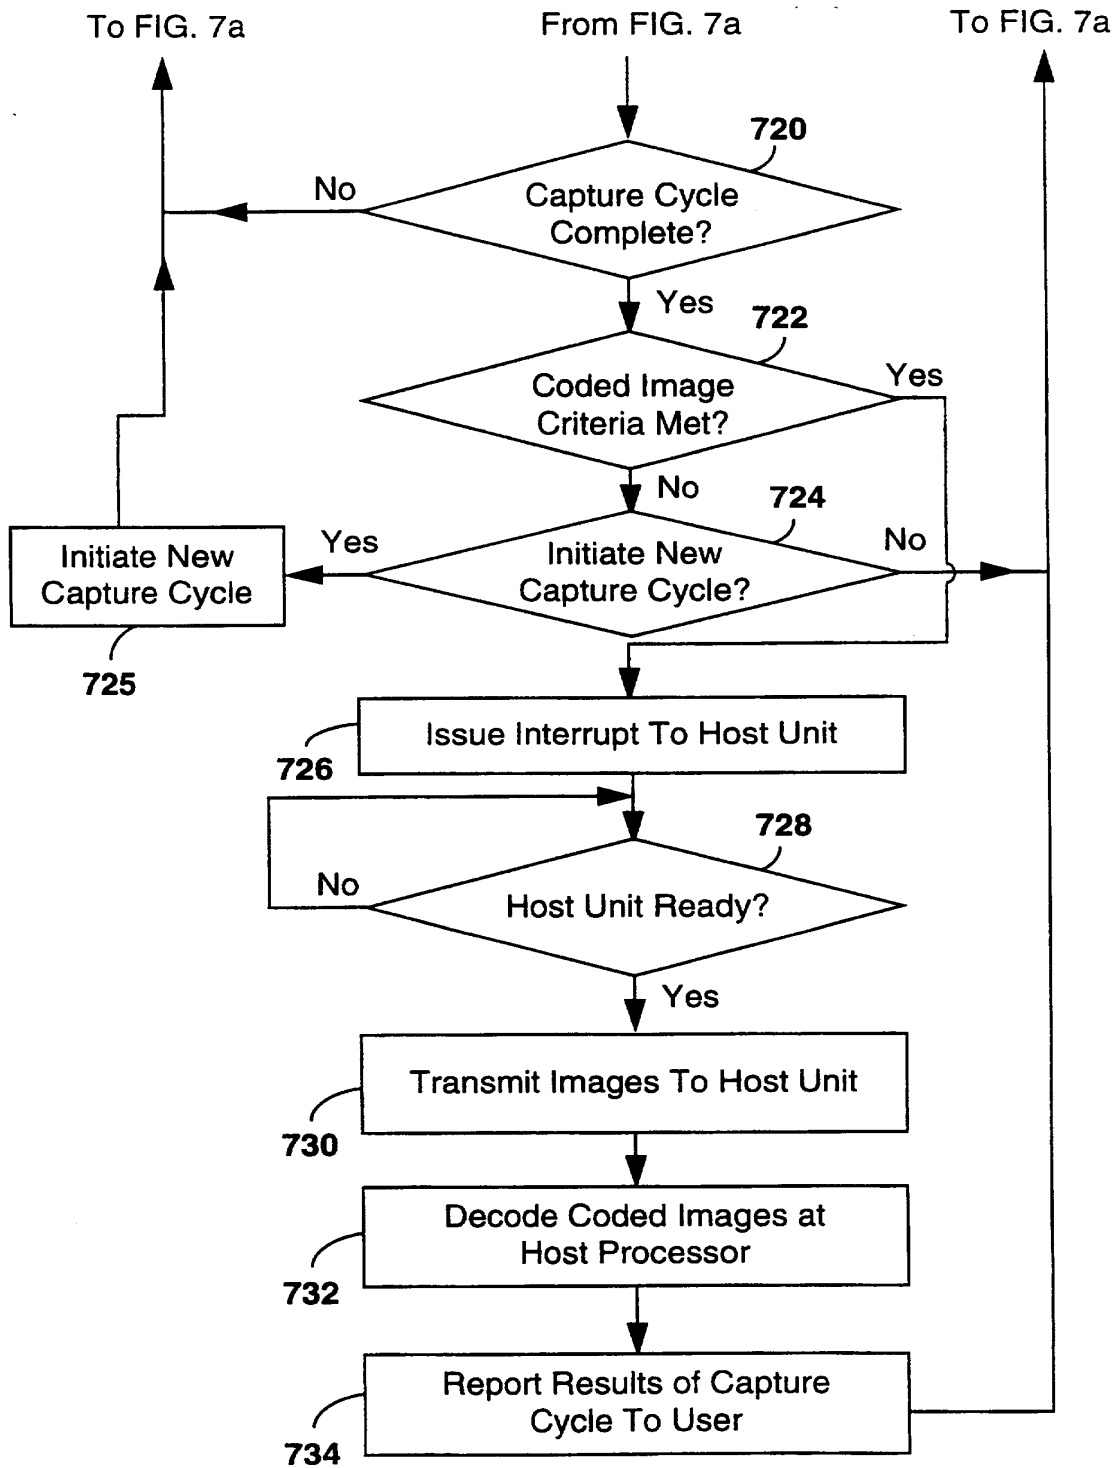 To FIG. 7a
From FIG. 7a
To FIG. 7a
720
No
Capture Cycle
Complete?
Yes
722
Coded Image
Criteria Met?
Yes
No
724
Initiate New
Capture Cycle
Yes
Initiate New
Capture Cycle?
No
725
Issue Interrupt To Host Unit
726
728
No
Host Unit Ready?
Yes
Transmit Images To Host Unit
730
Decode Coded Images at
Host Processor
732
Report Results of Capture
Cycle To User
734